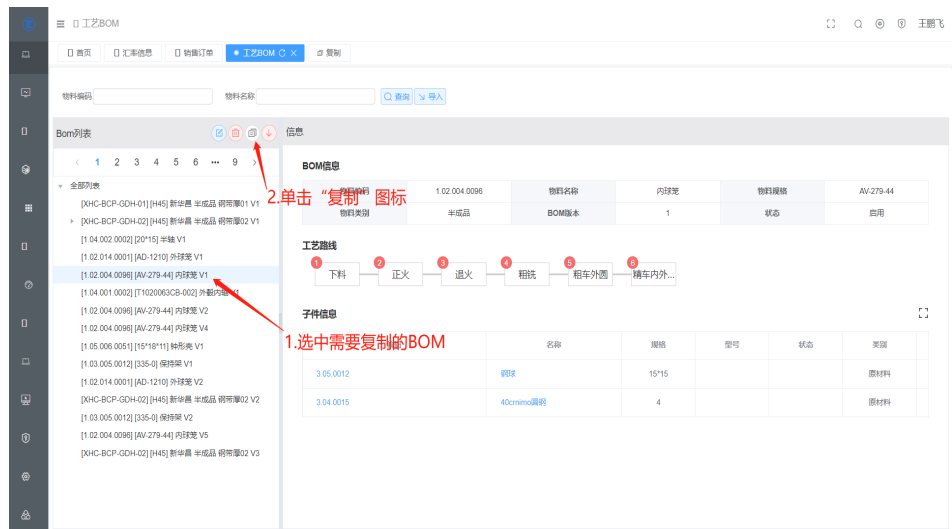 工艺BOM
王鹏飞
首页 汇率信息 销售订单 工艺BOM 复制
物料编码 物料名称 查询 导入
Bom列表
信息
1 2 3 4 5 6 ••• 9
全部列表
[XHC-BCP-GDH-01] [H45] 新华昌 半成品 钢带厚01 V1
[XHC-BCP-GDH-02] [H45] 新华昌 半成品 钢带厚02 V1
[1.04.002.0002] [20*15] 半轴 V1
[1.02.014.0001] [AD-1210] 外球笼 V1
[1.02.004.0096] [AV-279-44] 内球笼 V1
[1.04.001.0002] [T1020063CB-002] 外毂内轴 V1
[1.02.004.0096] [AV-279-44] 内球笼 V2
[1.02.004.0096] [AV-279-44] 内球笼 V4
[1.05.006.0051] [15*18*11] 钟形壳 V1
[1.03.005.0012] [335-0] 保持架 V1
[1.02.014.0001] [AD-1210] 外球笼 V2
[XHC-BCP-GDH-02] [H45] 新华昌 半成品 钢带厚02 V2
[1.03.005.0012] [335-0] 保持架 V2
[1.02.004.0096] [AV-279-44] 内球笼 V5
[XHC-BCP-GDH-02] [H45] 新华昌 半成品 钢带厚02 V3
2.单击“复制”图标
1.选中需要复制的BOM
BOM信息
物料编码 1.02.004.0096 物料名称 内球笼 物料规格 AV-279-44
物料类别 半成品 BOM版本 1 状态 启用
工艺路线
1 2 3 4 5 6
下料 正火 退火 粗铣 粗车外圆 精车内外...
子件信息
名称 规格 型号 状态 类别
3.05.0012 钢球 15*15 原材料
3.04.0015 40crnimo圆钢 4 原材料